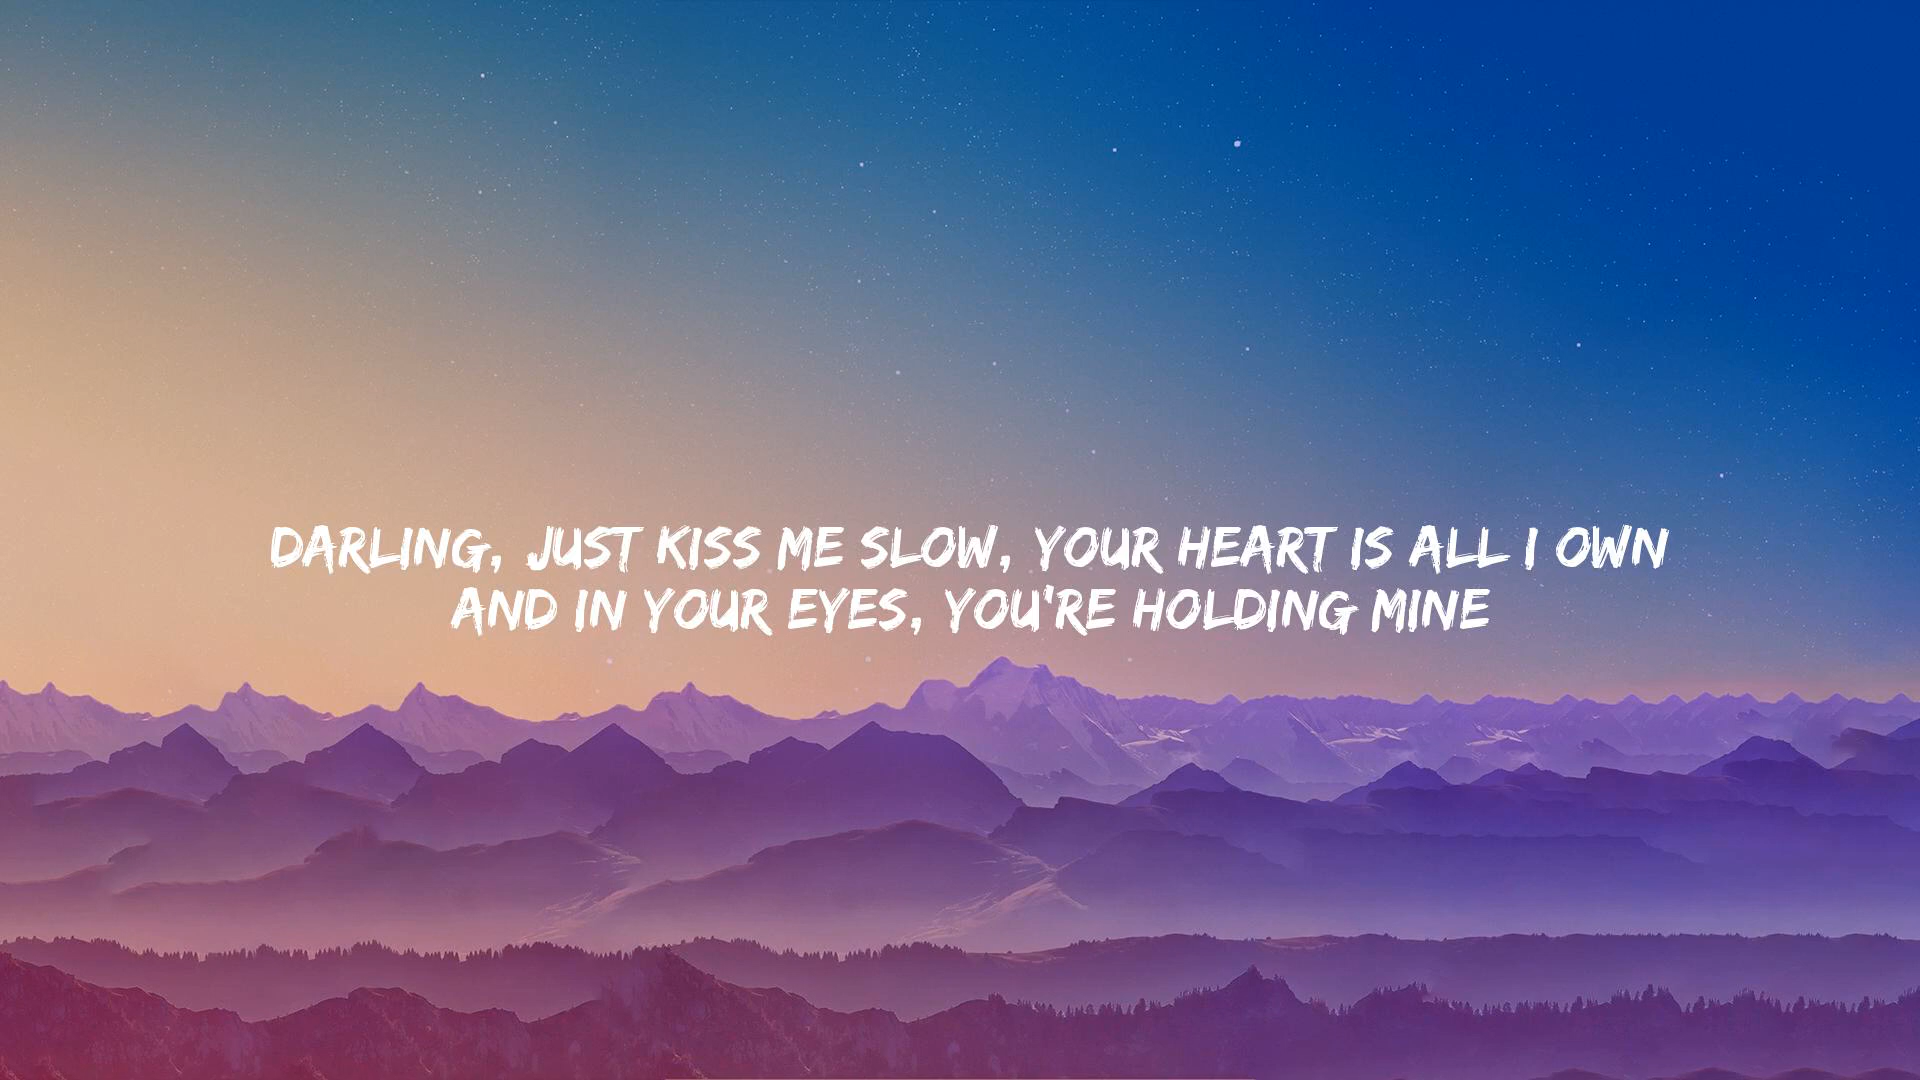 DARLING, JUST KISS ME SLOW, YOUR HEART IS ALL I OWN
AND IN YOUR EYES, YOU'RE HOLDING MINE